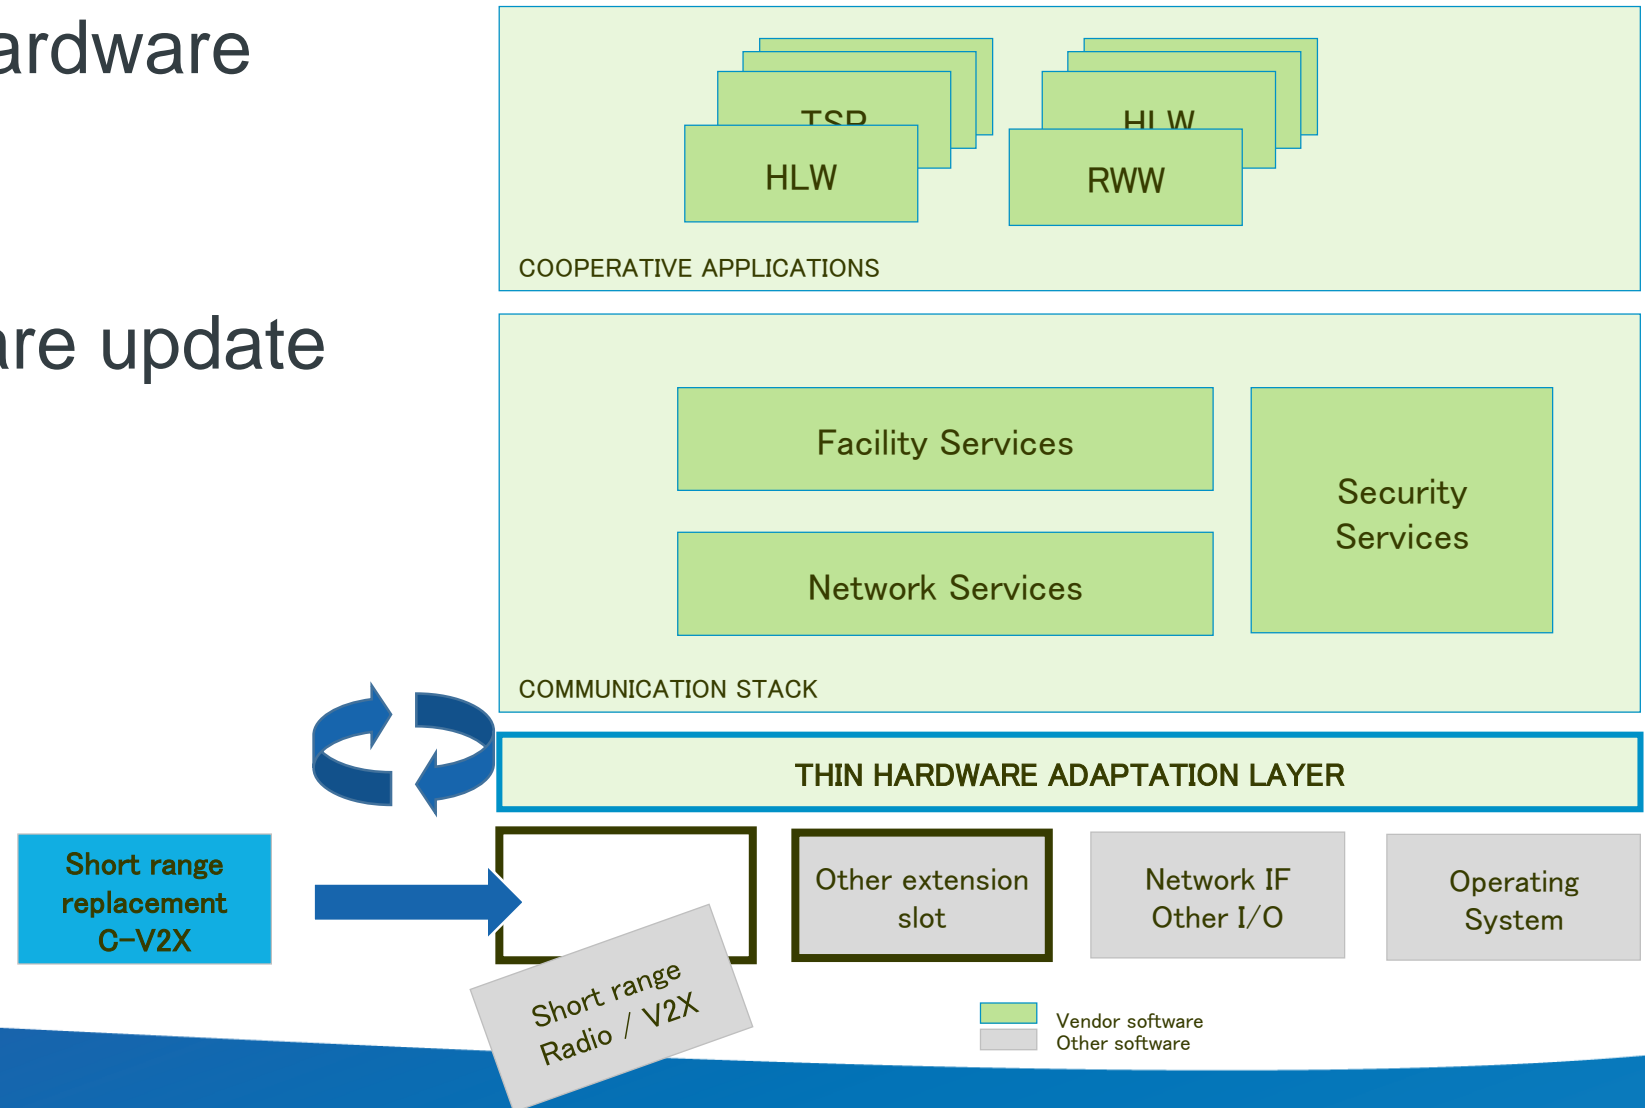 ardware
are update
TSR
HLW
HLW
RWW
COOPERATIVE APPLICATIONS
Facility Services
Network Services
Security
Services
COMMUNICATION STACK
THIN HARDWARE ADAPTATION LAYER
Short range
replacement
C-V2X
Other extension
slot
Network IF
Other I/O
Operating
System
Short range
Radio / V2X
Vendor software
Other software